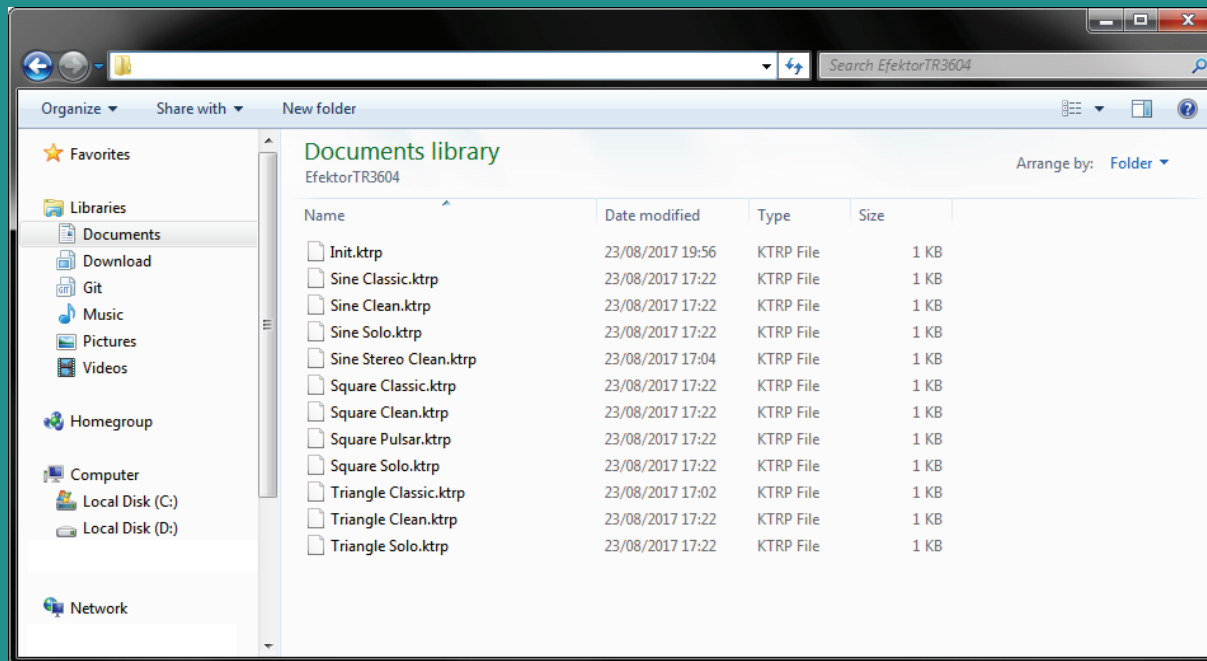 Search EfektorTR3604
Organize Share with New folder
Favorites
Libraries
Documents
Download
Git
Music
Pictures
Videos
Homegroup
Computer
Local Disk (C:)
Local Disk (D:)
Network
Documents library
EfektorTR3604
Arrange by: Folder
Name Date modified Type Size
Init.ktrp 23/08/2017 19:56 KTRP File 1 KB
Sine Classic.ktrp 23/08/2017 17:22 KTRP File 1 KB
Sine Clean.ktrp 23/08/2017 17:22 KTRP File 1 KB
Sine Solo.ktrp 23/08/2017 17:22 KTRP File 1 KB
Sine Stereo Clean.ktrp 23/08/2017 17:04 KTRP File 1 KB
Square Classic.ktrp 23/08/2017 17:22 KTRP File 1 KB
Square Clean.ktrp 23/08/2017 17:22 KTRP File 1 KB
Square Pulsar.ktrp 23/08/2017 17:22 KTRP File 1 KB
Square Solo.ktrp 23/08/2017 17:22 KTRP File 1 KB
Triangle Classic.ktrp 23/08/2017 17:02 KTRP File 1 KB
Triangle Clean.ktrp 23/08/2017 17:22 KTRP File 1 KB
Triangle Solo.ktrp 23/08/2017 17:22 KTRP File 1 KB